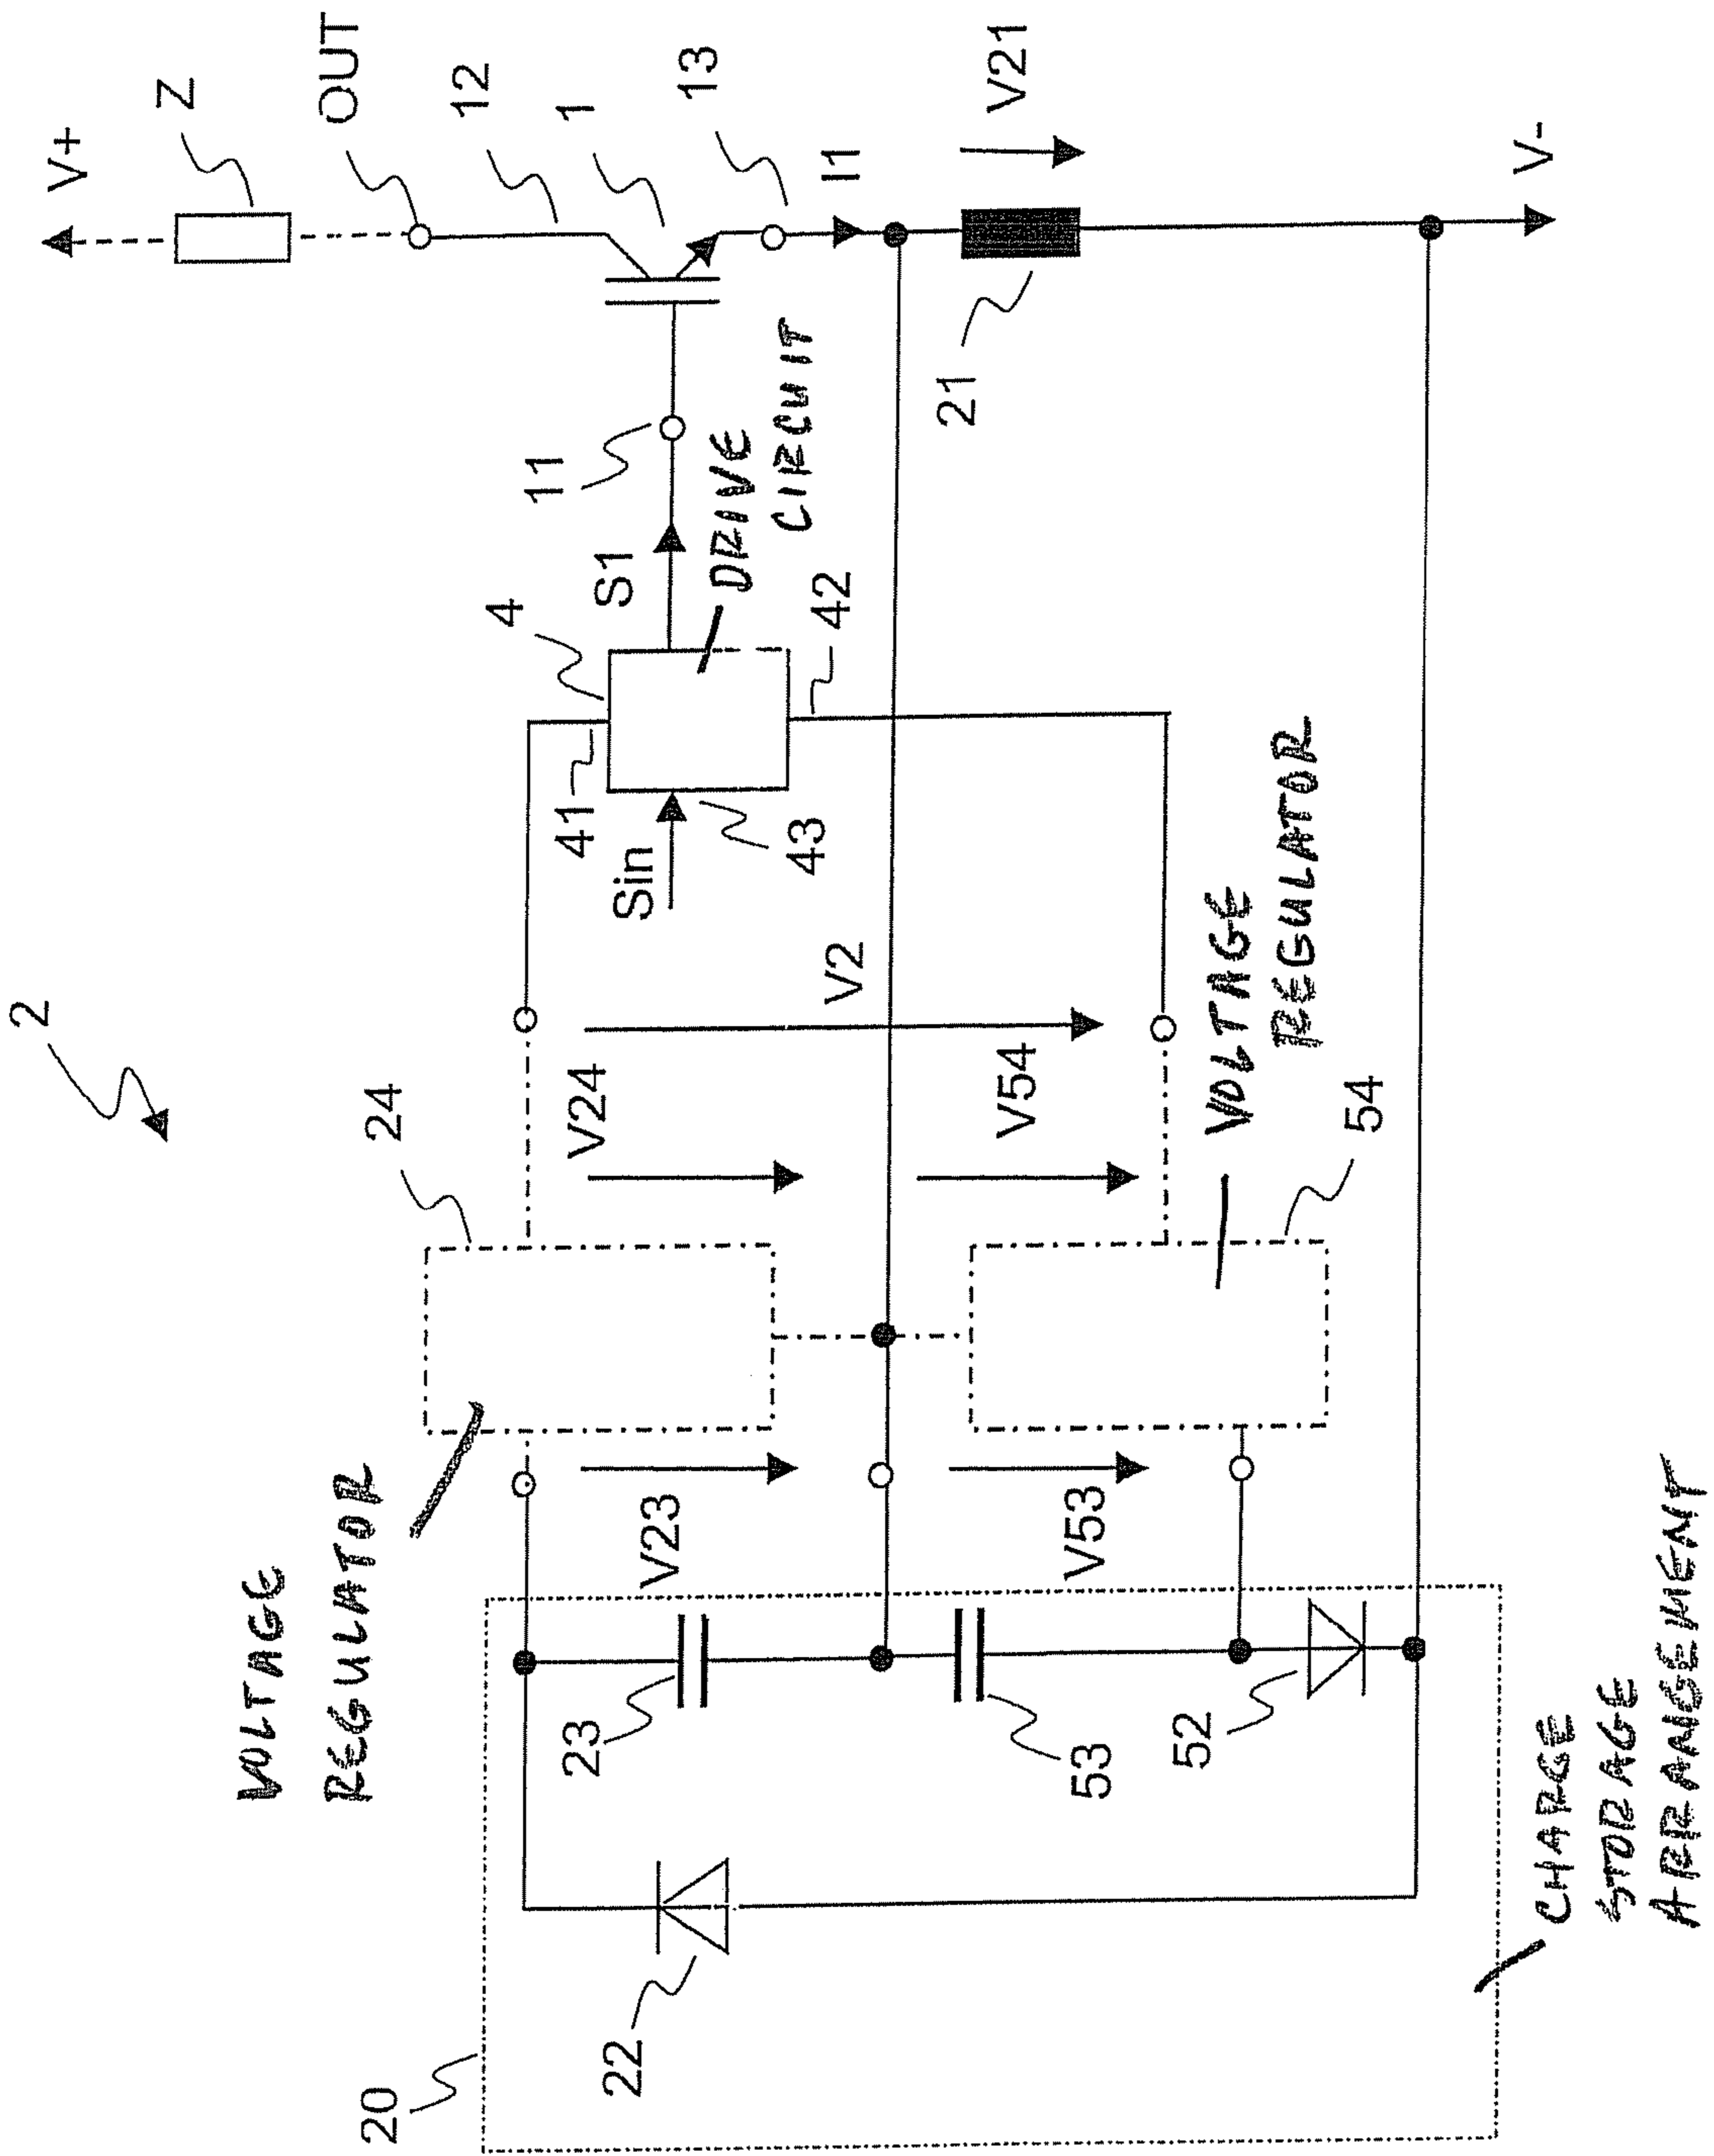 2
V+
Z
OUT
12
1
13
I1
V21
21
V-
11
S1
DRIVE
CIRCUIT
4
41
42
43
Sin
V2
24
V24
V54
VOLTAGE
REGULATOR
54
VOLTAGE
REGULATOR
V23
V53
23
53
52
22
20
CHARGE
STORAGE
ARRANGEMENT